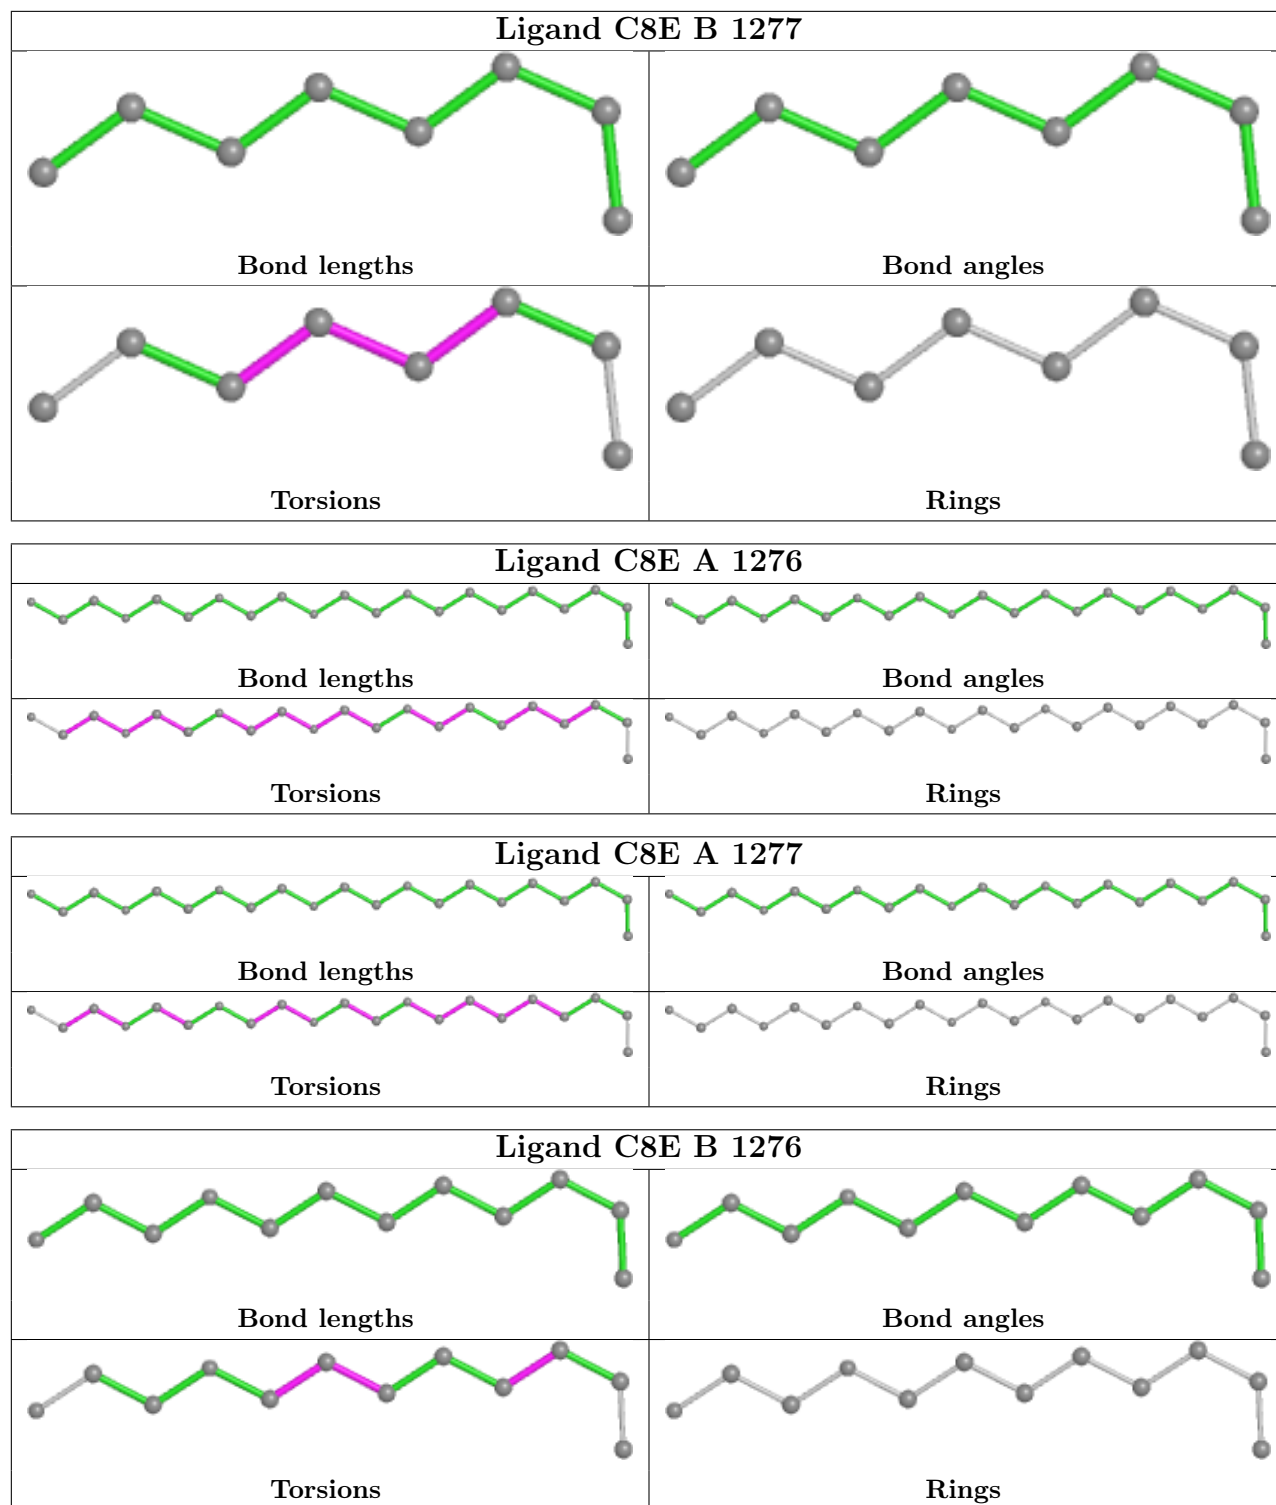 Ligand C8E B 1277
Bond lengths
Bond angles
Torsions
Rings
Ligand C8E A 1276
Bond lengths
Bond angles
Torsions
Rings
Ligand C8E A 1277
Bond lengths
Bond angles
Torsions
Rings
Ligand C8E B 1276
Bond lengths
Bond angles
Torsions
Rings